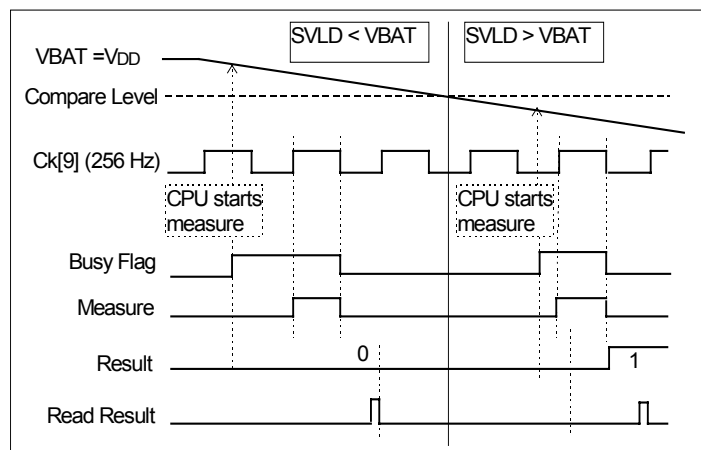 SVLD < VBAT
SVLD > VBAT
VBAT =VDD
Compare Level
Ck[9] (256 Hz)
CPU starts
measure
CPU starts
measure
Busy Flag
Measure
0
Result
1
Read Result